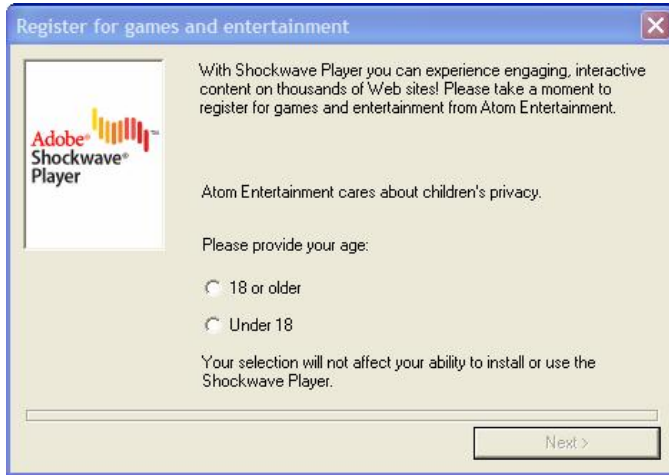 Register for games and entertainment
With Shockwave Player you can experience engaging, interactive
content on thousands of Web sites! Please take a moment to
register for games and entertainment from Atom Entertainment.
Adobe®
Shockwave®
Player
™
Atom Entertainment cares about children's privacy.
Please provide your age:
18 or older
Under 18
Your selection will not affect your ability to install or use the
Shockwave Player.
Next >